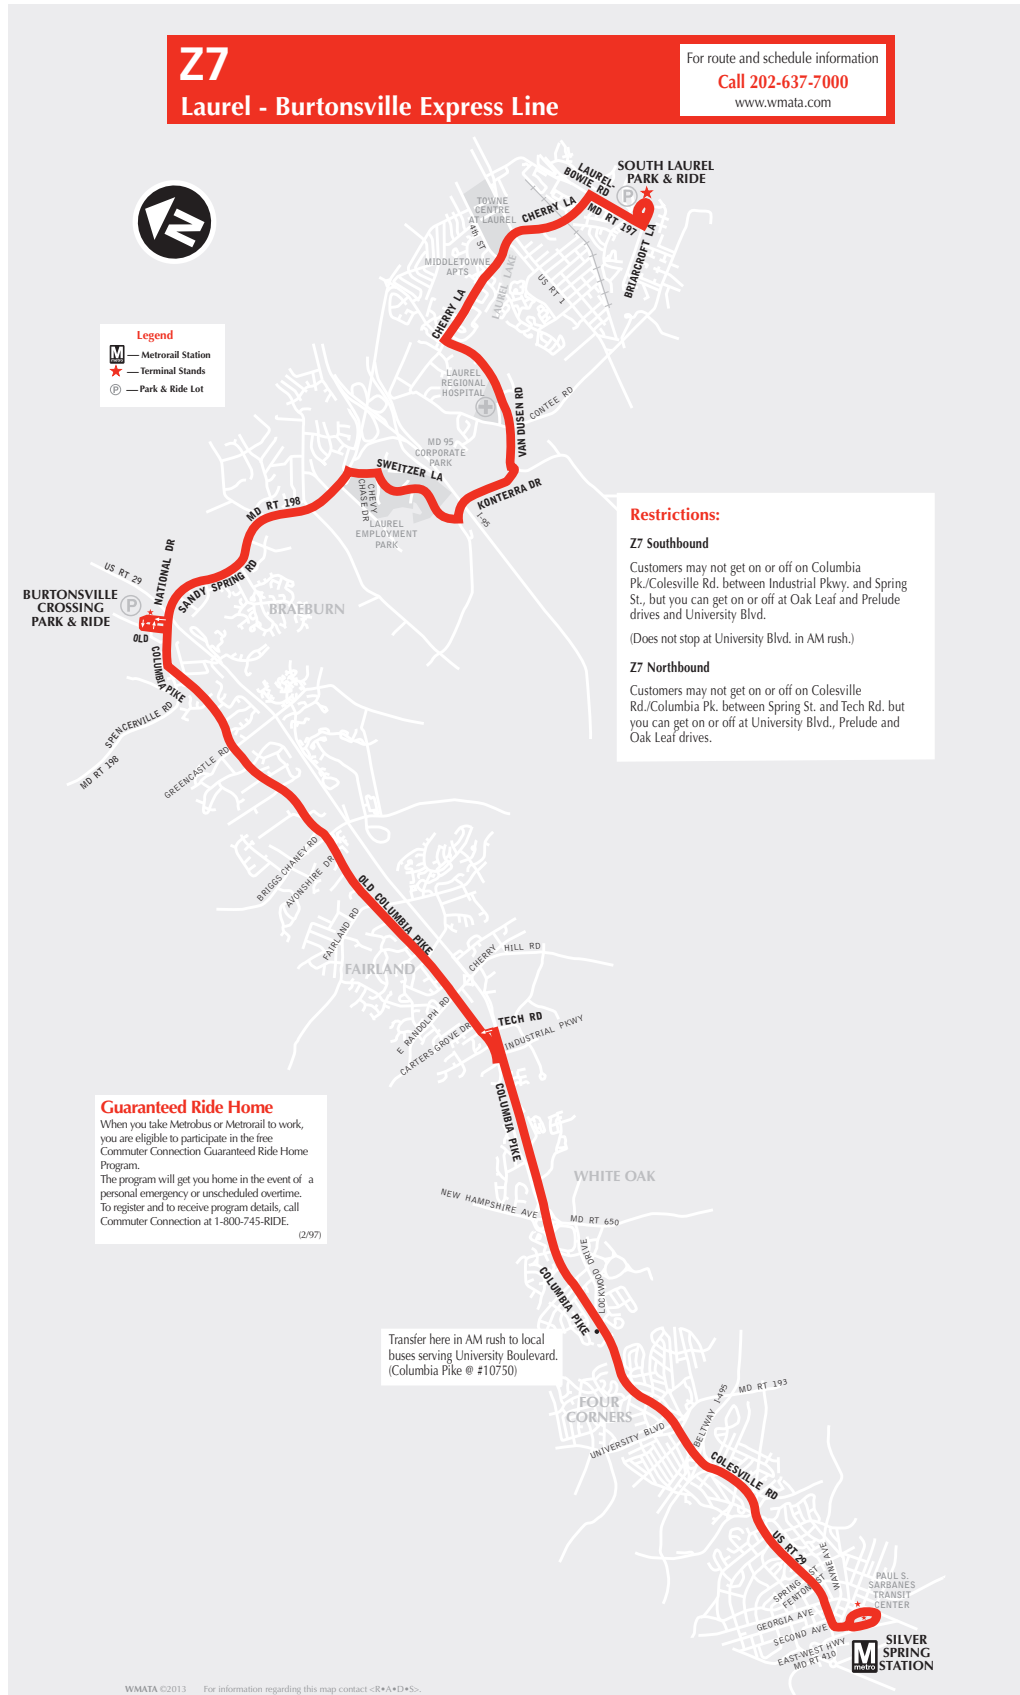 Z7
Laurel - Burtonsville Express Line
For route and schedule information
Call 202-637-7000
www.wmata.com
N
LAUREL-
BOWIE RD
SOUTH LAUREL
PARK & RIDE
P
TOWNE
CENTRE
AT LAUREL
CHERRY LA
MD RT 197
4th ST
BRIARCROFT LA
MIDDLETOWNE
APTS
LAUREL LAKE
US RT 1
CHERRY LA
Legend
M
metro
— Metrorail Station
— Terminal Stands
P — Park & Ride Lot
LAUREL
REGIONAL
HOSPITAL
VAN DUSEN RD
CONTEE RD
MD 95
CORPORATE
PARK
SWEITZER LA
CHEVY
CHASE DR
KONTERRA DR
I-95
MD RT 198
LAUREL
EMPLOYMENT
PARK
Restrictions:
Z7 Southbound
Customers may not get on or off on Columbia
Pk./Colesville Rd. between Industrial Pkwy. and Spring
St., but you can get on or off at Oak Leaf and Prelude
drives and University Blvd.
(Does not stop at University Blvd. in AM rush.)
Z7 Northbound
Customers may not get on or off on Colesville
Rd./Columbia Pk. between Spring St. and Tech Rd. but
you can get on or off at University Blvd., Prelude and
Oak Leaf drives.
US RT 29
NATIONAL DR
SANDY SPRING RD
BURTONSVILLE
CROSSING
PARK & RIDE
P
BRAEBURN
OLD
COLUMBIA PIKE
SPENCERVILLE RD
MD RT 198
GREENCASTLE RD
BRIGGS CHANEY RD
AVONSHIRE DR
OLD COLUMBIA PIKE
FAIRLAND RD
FAIRLAND
CHERRY HILL RD
E RANDOLPH RD
CARTERS GROVE DR
TECH RD
INDUSTRIAL PKWY
COLUMBIA PIKE
Guaranteed Ride Home
When you take Metrobus or Metrorail to work,
you are eligible to participate in the free
Commuter Connection Guaranteed Ride Home
Program.
The program will get you home in the event of a
personal emergency or unscheduled overtime.
To register and to receive program details, call
Commuter Connection at 1-800-745-RIDE.
(2/97)
WHITE OAK
NEW HAMPSHIRE AVE
MD RT 650
LOCKWOOD DRIVE
COLUMBIA PIKE
Transfer here in AM rush to local
buses serving University Boulevard.
(Columbia Pike @ #10750)
FOUR
CORNERS
UNIVERSITY BLVD
BELTWAY I-495
MD RT 193
COLESVILLE RD
US RT 29
WAYNE AVE
SPRING ST
FENTON ST
GEORGIA AVE
SECOND AVE
EAST-WEST HWY
MD RT 410
PAUL S.
SARBANES
TRANSIT
CENTER
M
metro
SILVER
SPRING
STATION
WMATA ©2013 For information regarding this map contact <R•A•D•S>.